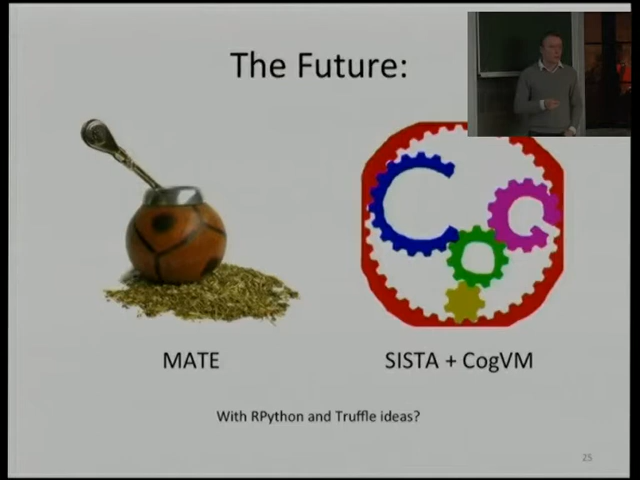 The Future:
MATE
SISTA + CogVM
With RPython and Truffle ideas?
25